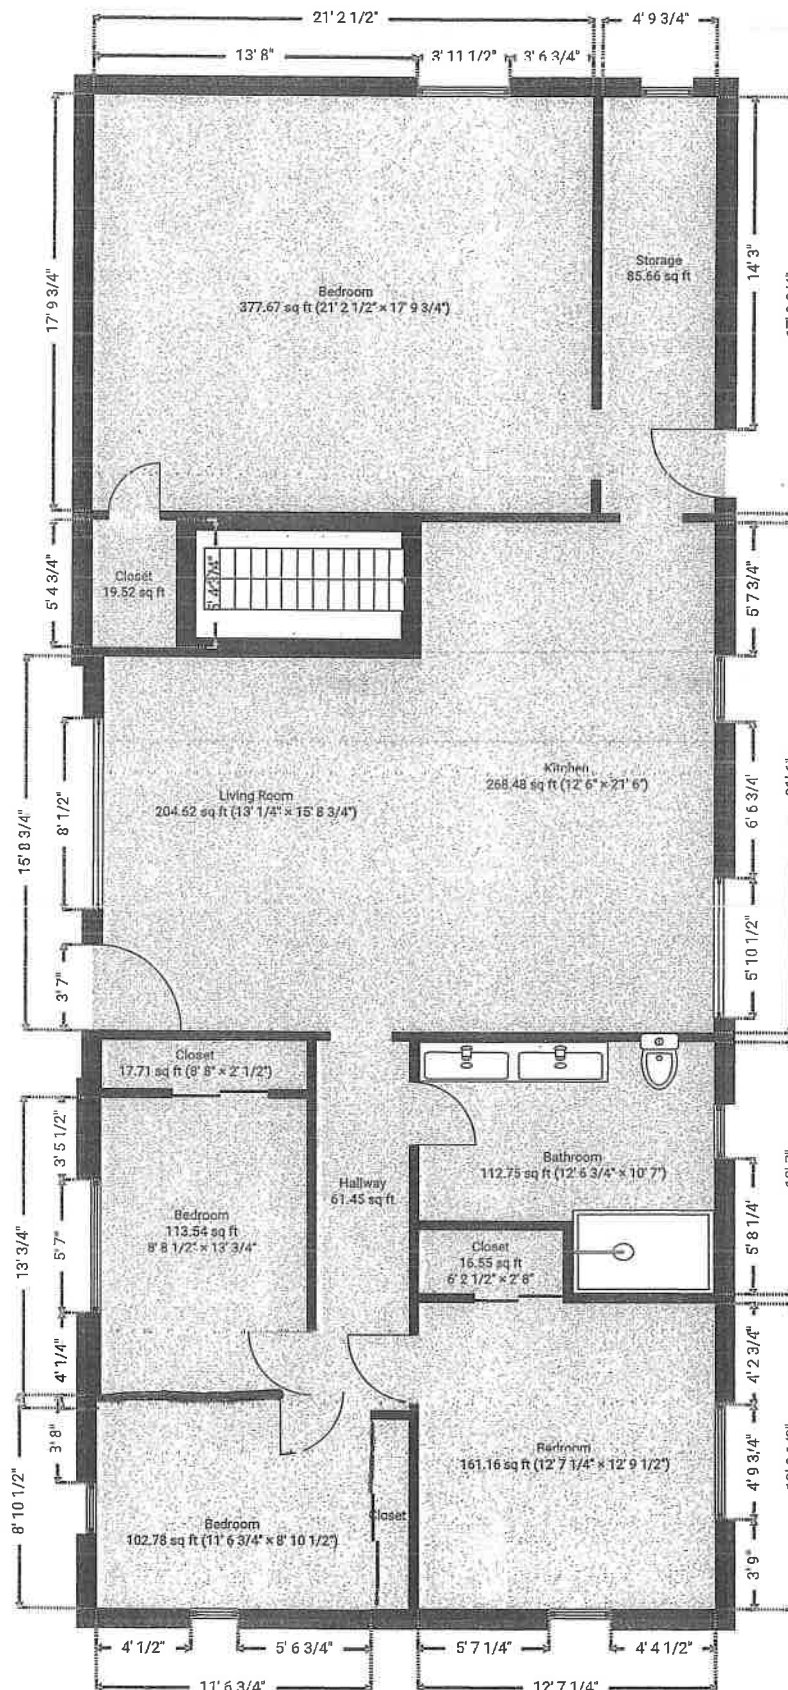 21' 2 1/2"
4' 9 3/4"
13' 8"
3' 11 1/2"
3' 6 3/4"
17' 9 3/4"
14' 3"
Storage
85.66 sq ft
Bedroom
377.67 sq ft (21' 2 1/2" × 17' 9 3/4")
5' 4 3/4"
Closet
19.52 sq ft
5' 4 3/4"
5' 7 3/4"
15' 8 3/4"
8' 1/2"
Living Room
204.62 sq ft (13' 1/4" × 15' 8 3/4")
Kitchen
268.48 sq ft (12' 6" × 21' 6")
6' 6 3/4"
5' 10 1/2"
3' 7"
Closet
17.71 sq ft (8' 8" × 2' 1/2")
3' 5 1/2"
Bathroom
112.75 sq ft (12' 6 3/4" × 10' 7")
Hallway
61.45 sq ft
Bedroom
113.54 sq ft
8' 8 1/2" × 13' 3/4"
13' 3/4"
5' 7"
5' 8 1/4"
Closet
16.55 sq ft
6' 2 1/2" × 2' 8"
4' 1/4"
4' 2 3/4"
3' 8"
8' 10 1/2"
Bedroom
161.16 sq ft (12' 7 1/4" × 12' 9 1/2")
4' 9 3/4"
Closet
Bedroom
102.78 sq ft (11' 6 3/4" × 8' 10 1/2")
3' 9"
4' 1/2"
5' 6 3/4"
5' 7 1/4"
4' 4 1/2"
11' 6 3/4"
12' 7 1/4"